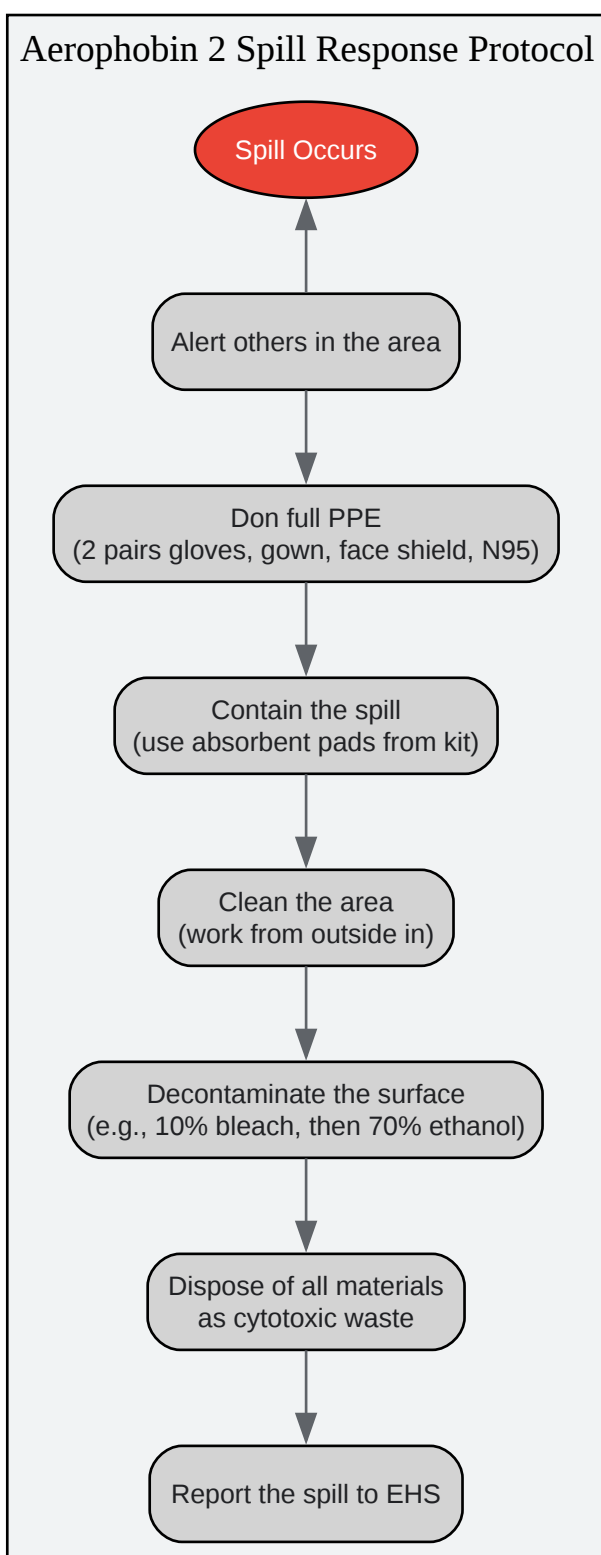 Aerophobin 2 Spill Response Protocol
Spill Occurs
Alert others in the area
Don full PPE
(2 pairs gloves, gown, face shield, N95)
Contain the spill
(use absorbent pads from kit)
Clean the area
(work from outside in)
Decontaminate the surface
(e.g., 10% bleach, then 70% ethanol)
Dispose of all materials
as cytotoxic waste
Report the spill to EHS